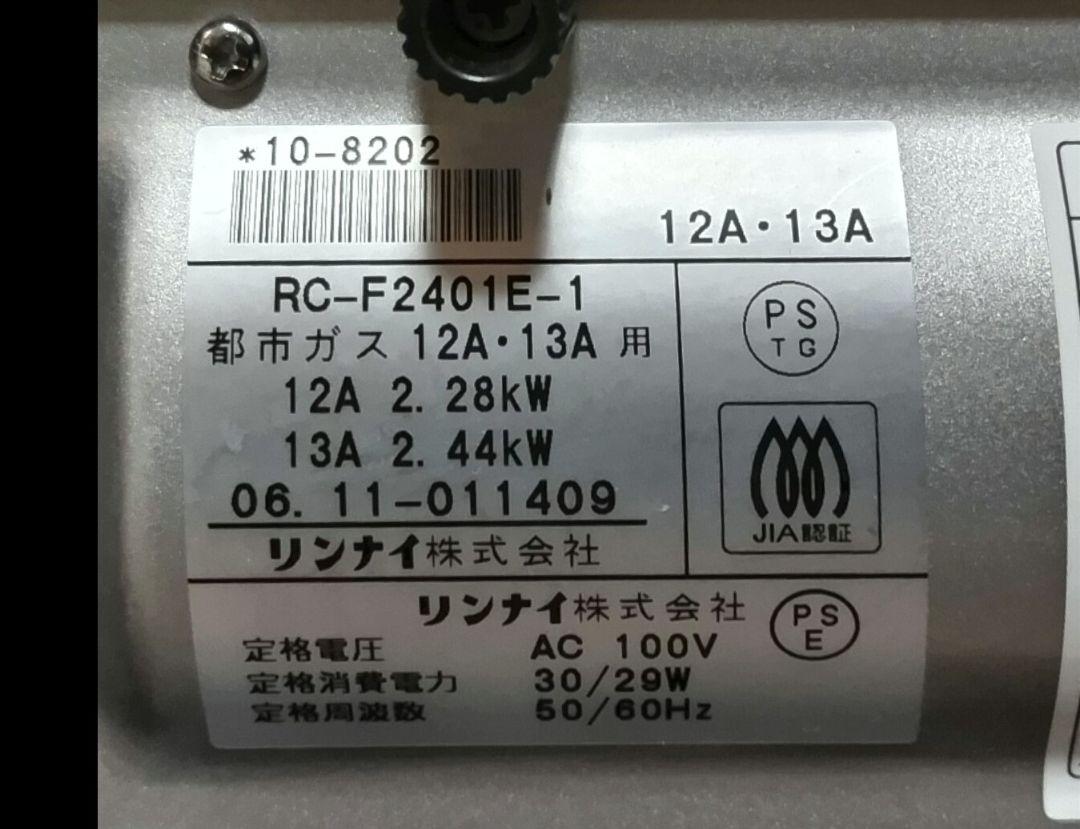 *10-8202
12A・13A
RC-F2401E-1
都市ガス 12A・13A 用
12A 2.28kW
13A 2.44kW
06.11-011409
リンナイ株式会社
PS
TG
JIA認証
リンナイ株式会社
PS
E
定格電圧 AC 100V
定格消費電力 30/29W
定格周波数 50/60Hz